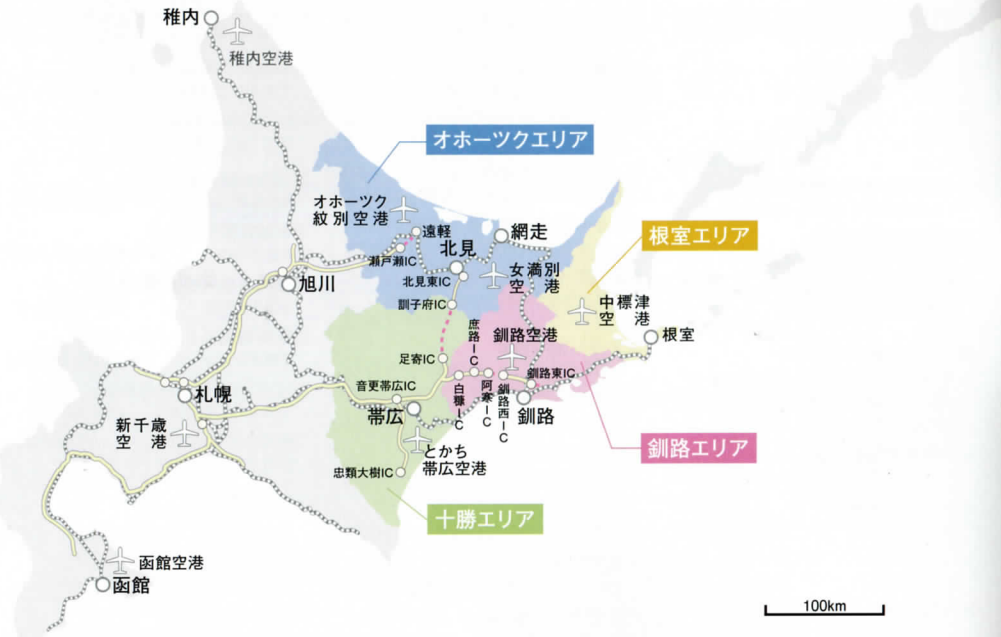 稚内
稚内空港
オホーツクエリア
オホーツク
紋別空港
遠軽
瀬戸瀬IC
北見
網走
北見東IC
女満別
空港
訓子府IC
根室エリア
中標津
空港
根室
旭川
庶路IC
釧路空港
足寄IC
釧路東IC
音更帯広IC
白糠IC
阿寒IC
釧路西IC
釧路
帯広
札幌
新千歳
空港
とかち
帯広空港
忠類大樹IC
釧路エリア
十勝エリア
函館空港
函館
100km